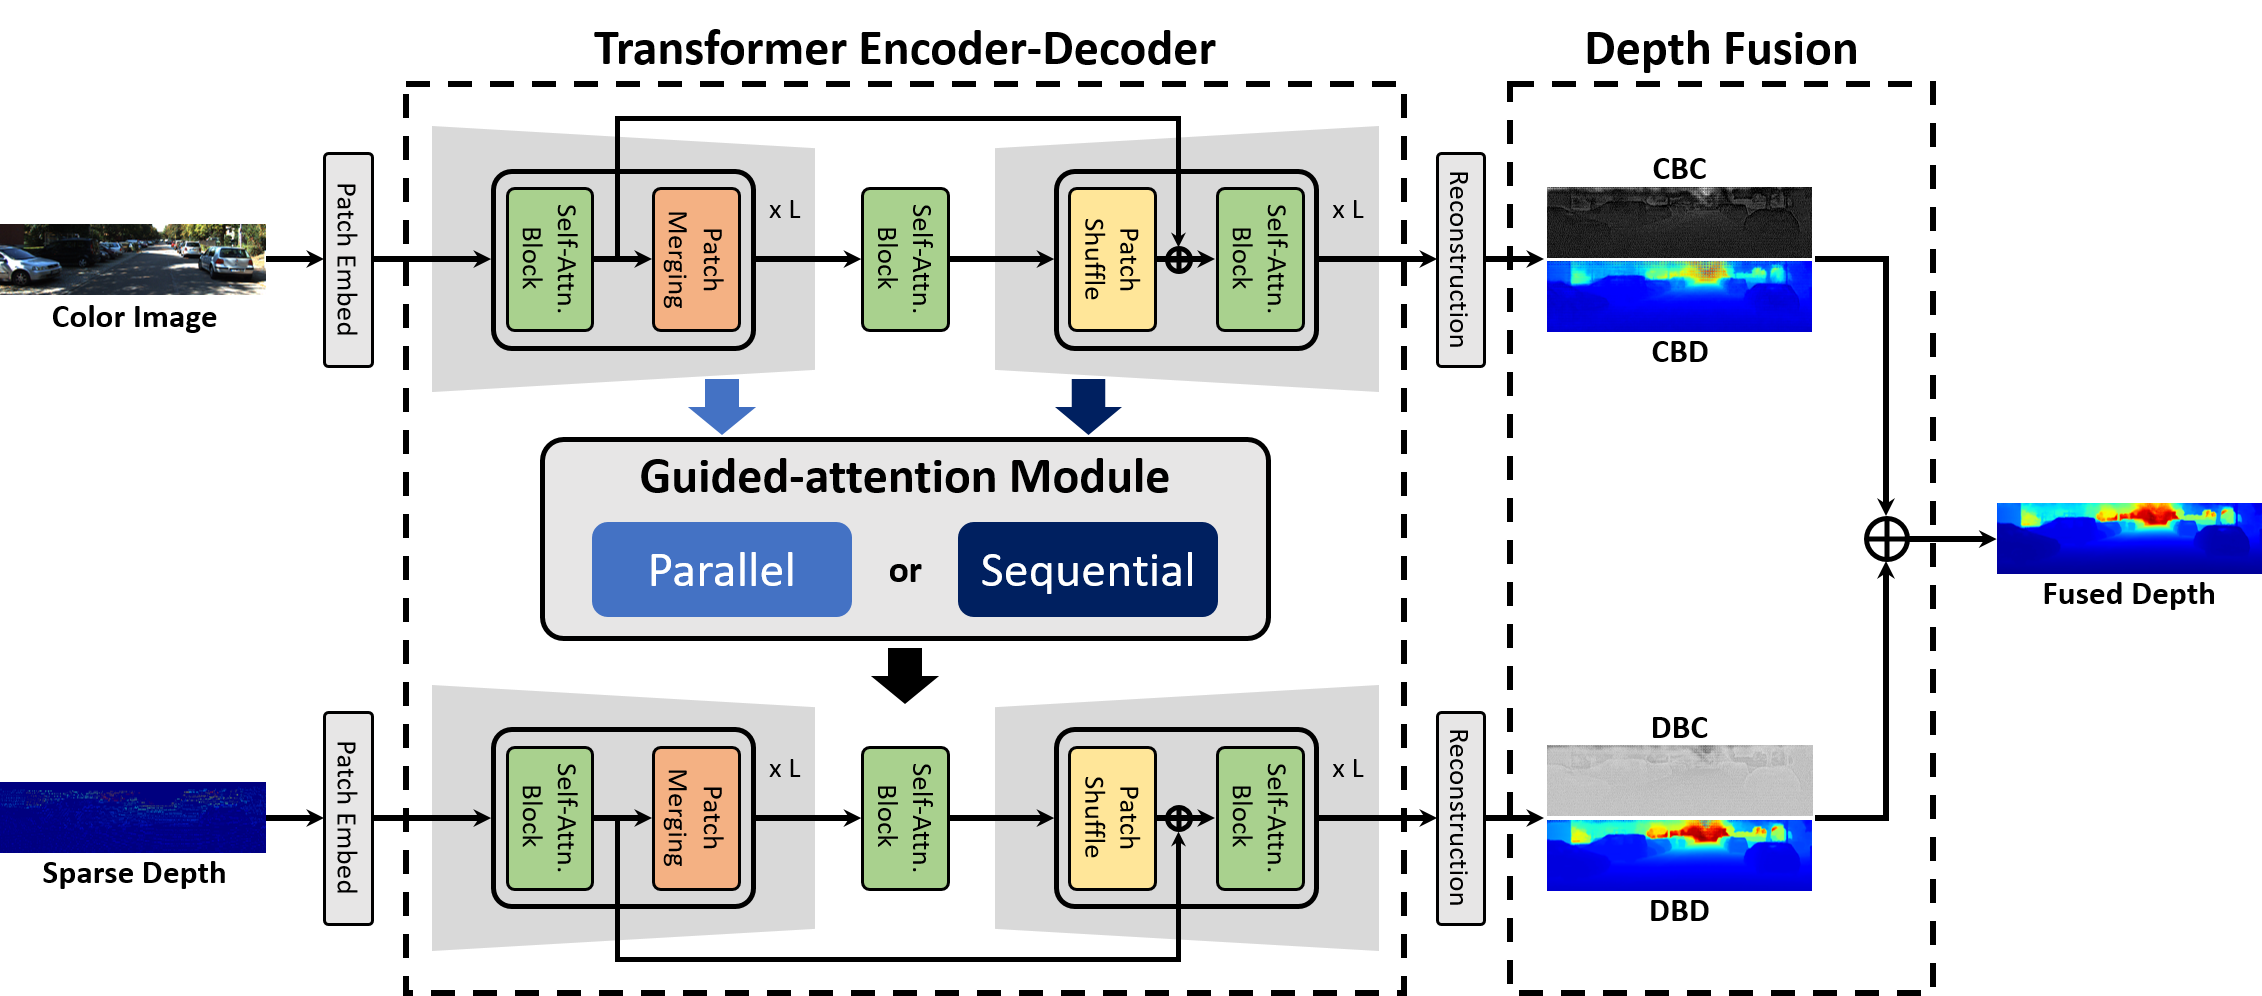 Transformer Encoder-Decoder
Depth Fusion
Color Image
Patch Embed
Self-Attn.
Block
Patch
Merging
x L
Self-Attn.
Block
Patch
Shuffle
Self-Attn.
Block
x L
Reconstruction
CBC
CBD
Guided-attention Module
Parallel
or
Sequential
Fused Depth
Sparse Depth
Patch Embed
Self-Attn.
Block
Patch
Merging
x L
Self-Attn.
Block
Patch
Shuffle
Self-Attn.
Block
x L
Reconstruction
DBC
DBD